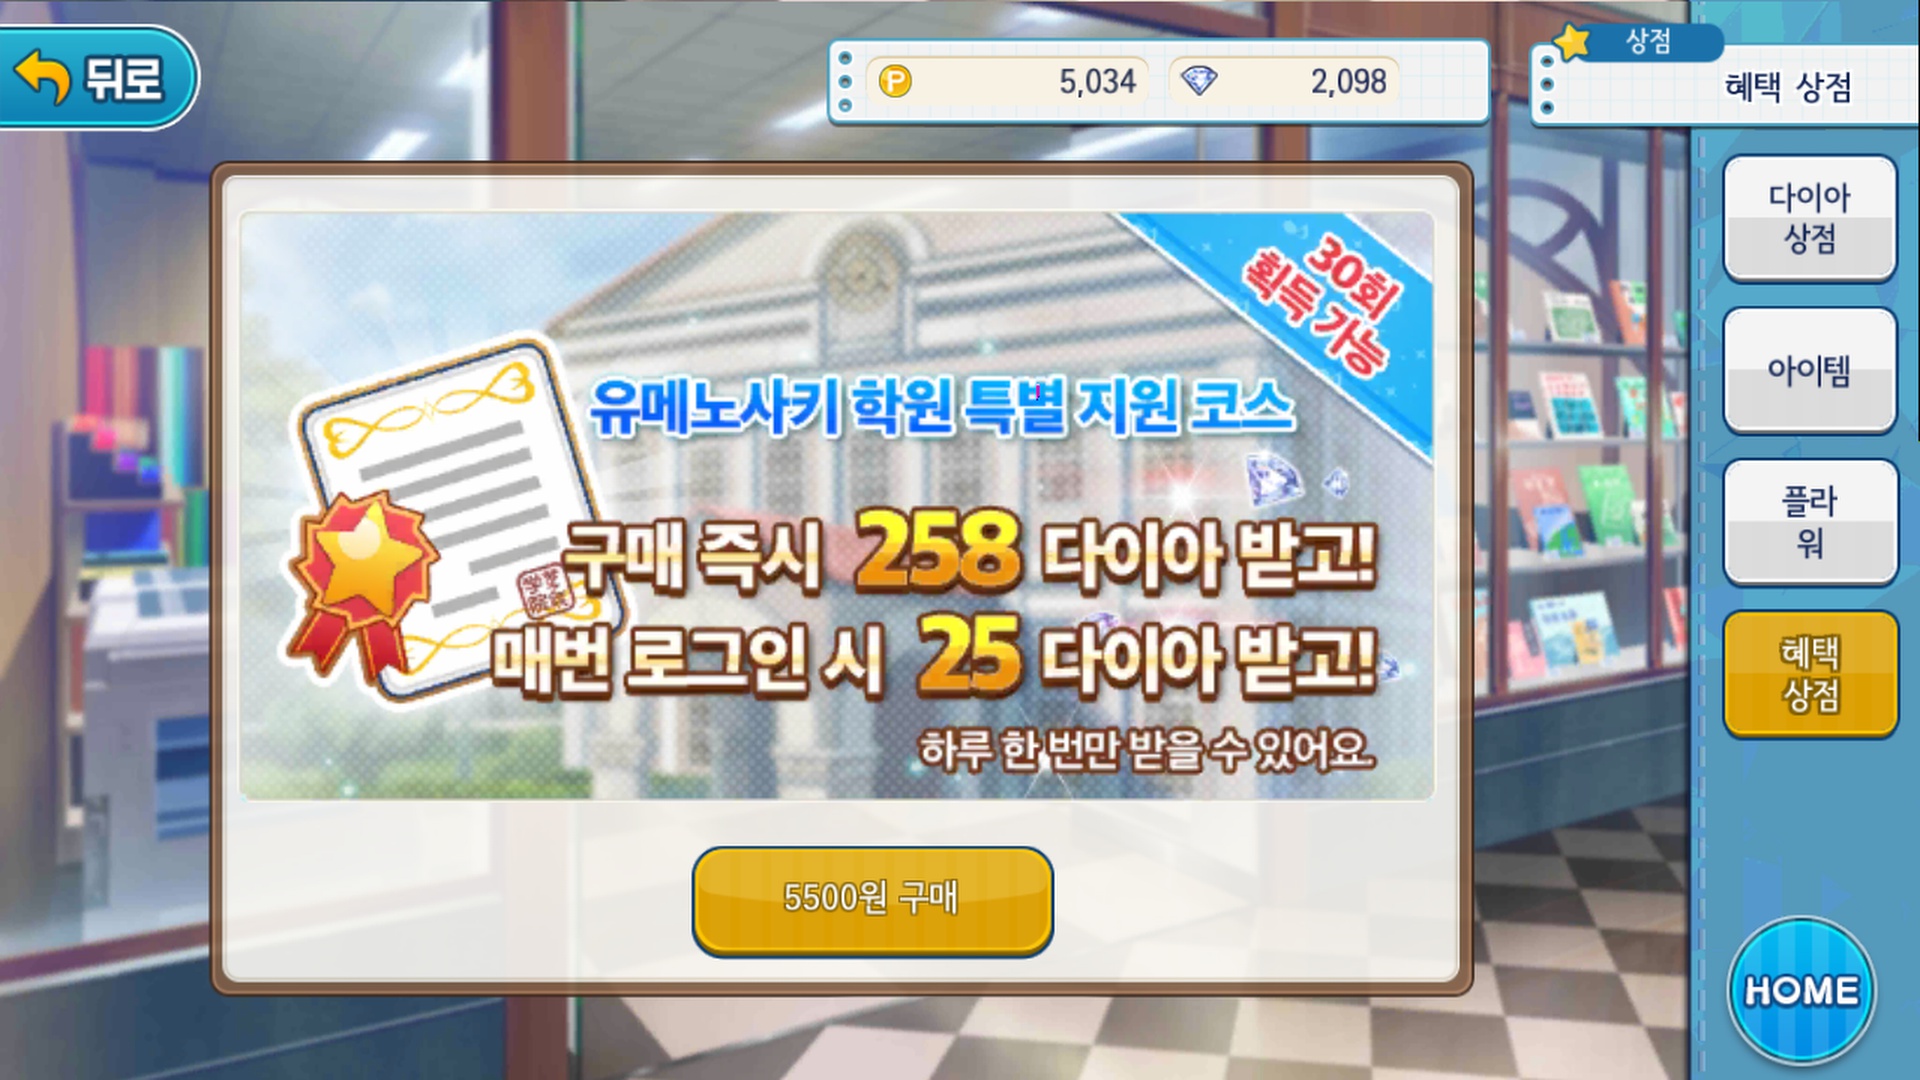 뒤로
5,034
2,098
상점
혜택 상점
다이아
상점
아이템
플라
워
혜택
상점
30회
획득 가능
유메노사키 학원 특별 지원 코스
구매 즉시 258 다이아 받고!
매번 로그인 시 25 다이아 받고!
하루 한 번만 받을 수 있어요.
5500원 구매
HOME